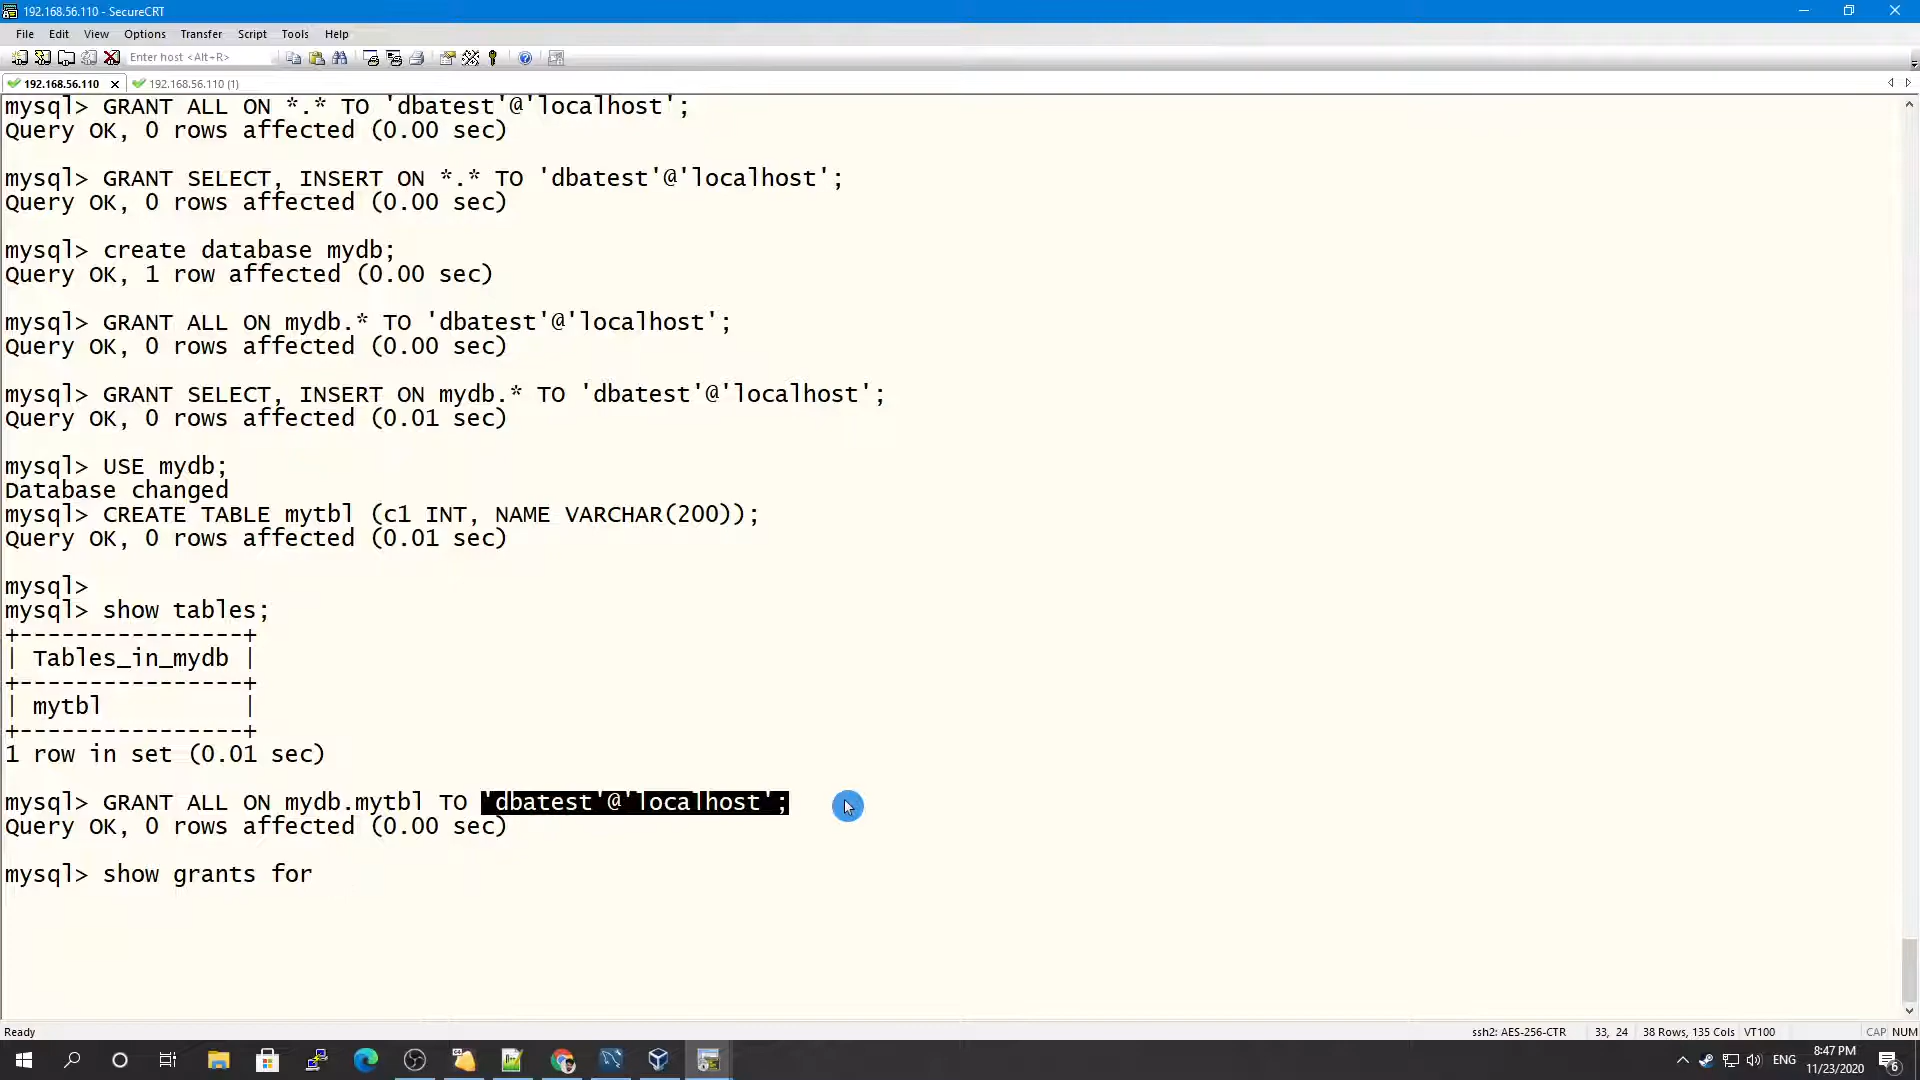 192.168.56.110 - SecureCRT
File Edit View Options Transfer Script Tools Help
Enter host <Alt+R>
192.168.56.110 192.168.56.110 (1)
mysql> GRANT ALL ON *.* TO 'dbatest'@'localhost';
Query OK, 0 rows affected (0.00 sec)
mysql> GRANT SELECT, INSERT ON *.* TO 'dbatest'@'localhost';
Query OK, 0 rows affected (0.00 sec)
mysql> create database mydb;
Query OK, 1 row affected (0.00 sec)
mysql> GRANT ALL ON mydb.* TO 'dbatest'@'localhost';
Query OK, 0 rows affected (0.00 sec)
mysql> GRANT SELECT, INSERT ON mydb.* TO 'dbatest'@'localhost';
Query OK, 0 rows affected (0.01 sec)
mysql> USE mydb;
Database changed
mysql> CREATE TABLE mytbl (c1 INT, NAME VARCHAR(200));
Query OK, 0 rows affected (0.01 sec)
mysql>
mysql> show tables;
+----------------+
| Tables_in_mydb |
+----------------+
| mytbl          |
+----------------+
1 row in set (0.01 sec)
mysql> GRANT ALL ON mydb.mytbl TO 'dbatest'@'localhost';
Query OK, 0 rows affected (0.00 sec)
mysql> show grants for
Ready ssh2: AES-256-CTR 33, 24 38 Rows, 135 Cols VT100 CAP NUM
ENG 8:47 PM
11/23/2020 6